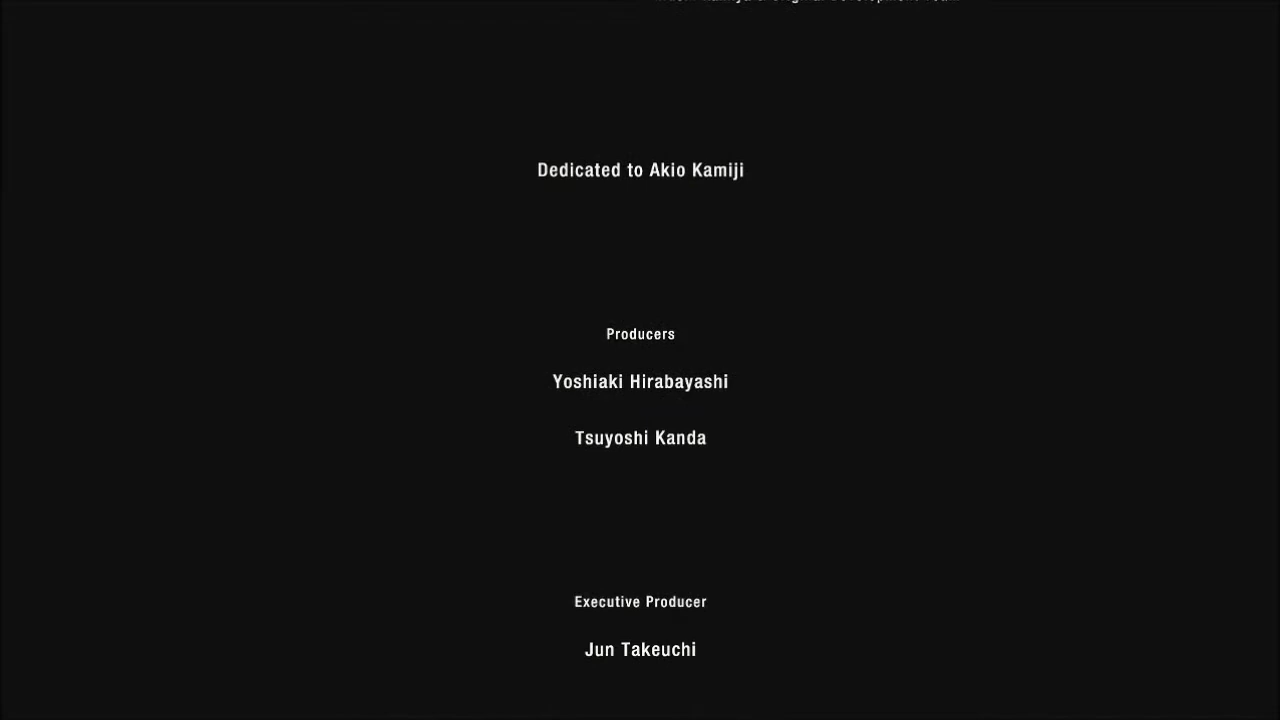 Dedicated to Akio Kamiji
Producers
Yoshiaki Hirabayashi
Tsuyoshi Kanda
Executive Producer
Jun Takeuchi